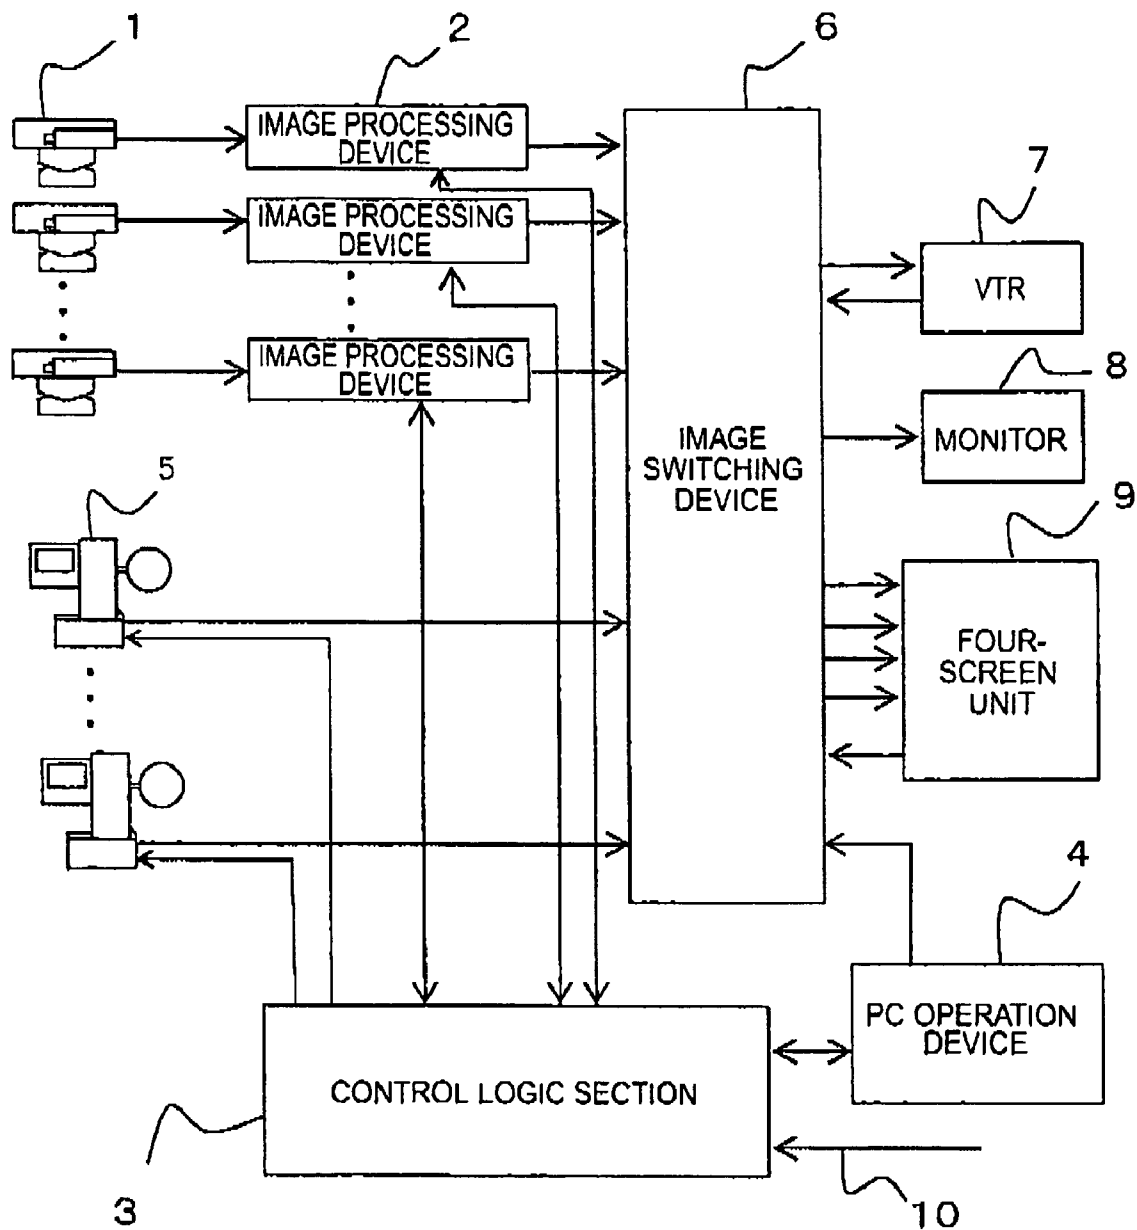 1
2
6
IMAGE PROCESSING
DEVICE
IMAGE PROCESSING
DEVICE
7
VTR
IMAGE PROCESSING
DEVICE
8
MONITOR
IMAGE
SWITCHING
DEVICE
5
9
FOUR-
SCREEN
UNIT
4
PC OPERATION
DEVICE
CONTROL LOGIC SECTION
3
10